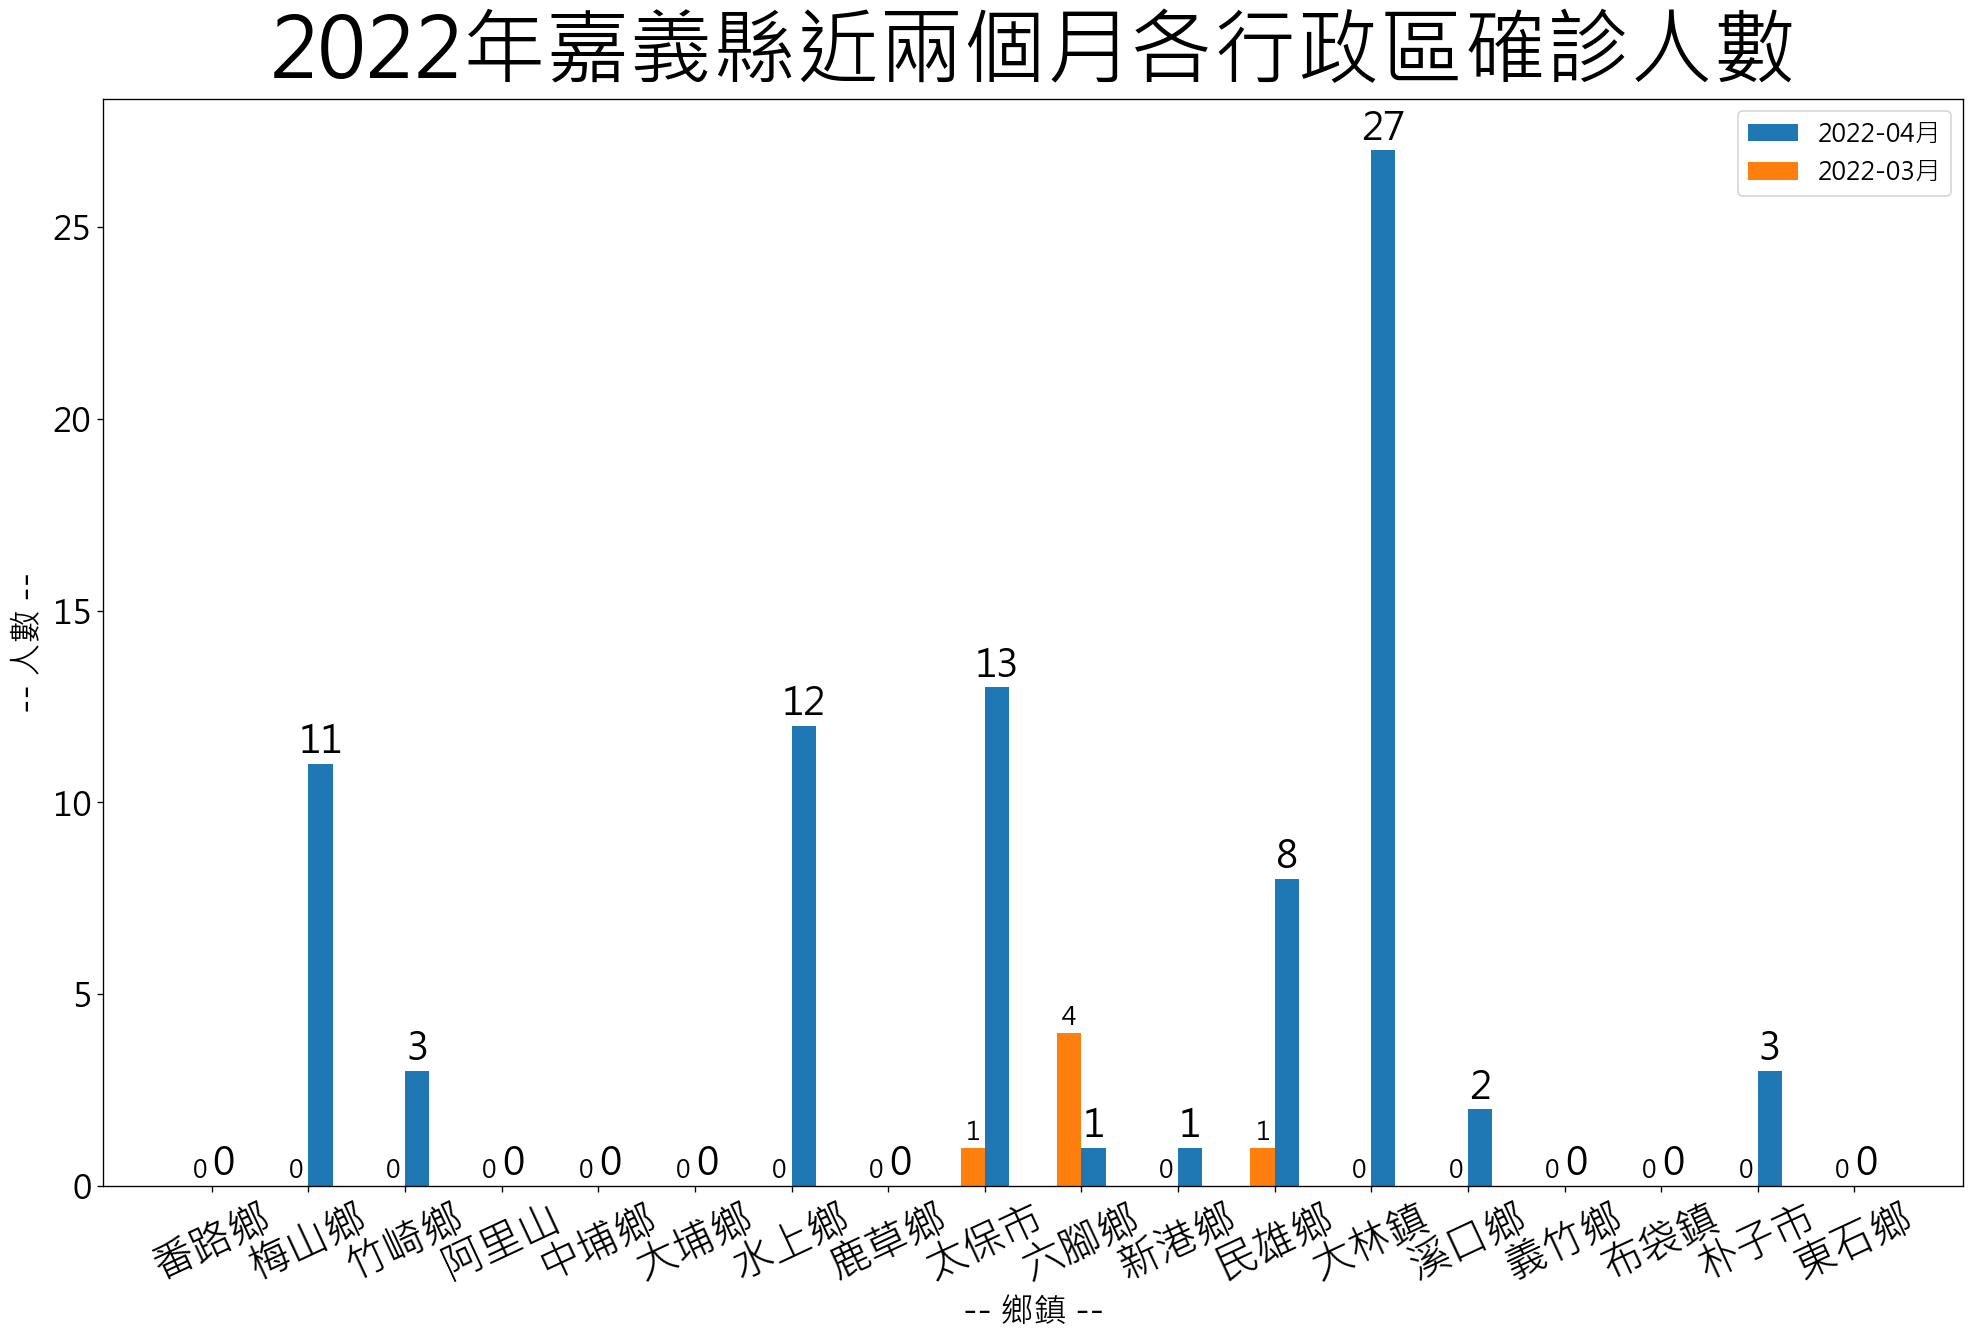 2022年嘉義縣近兩個月各行政區確診人數
2022-04月
2022-03月
-- 人數 --
25
20
15
10
5
0
0 0
0 11
0 3
0 0
0 0
0 0
0 12
0 0
1 13
4 1
0 1
1 8
0 27
0 2
0 0
0 0
0 3
0 0
番路鄉
梅山鄉
竹崎鄉
阿里山
中埔鄉
大埔鄉
水上鄉
鹿草鄉
太保市
六腳鄉
新港鄉
民雄鄉
大林鎮
溪口鄉
義竹鄉
布袋鎮
朴子市
東石鄉
-- 鄉鎮 --